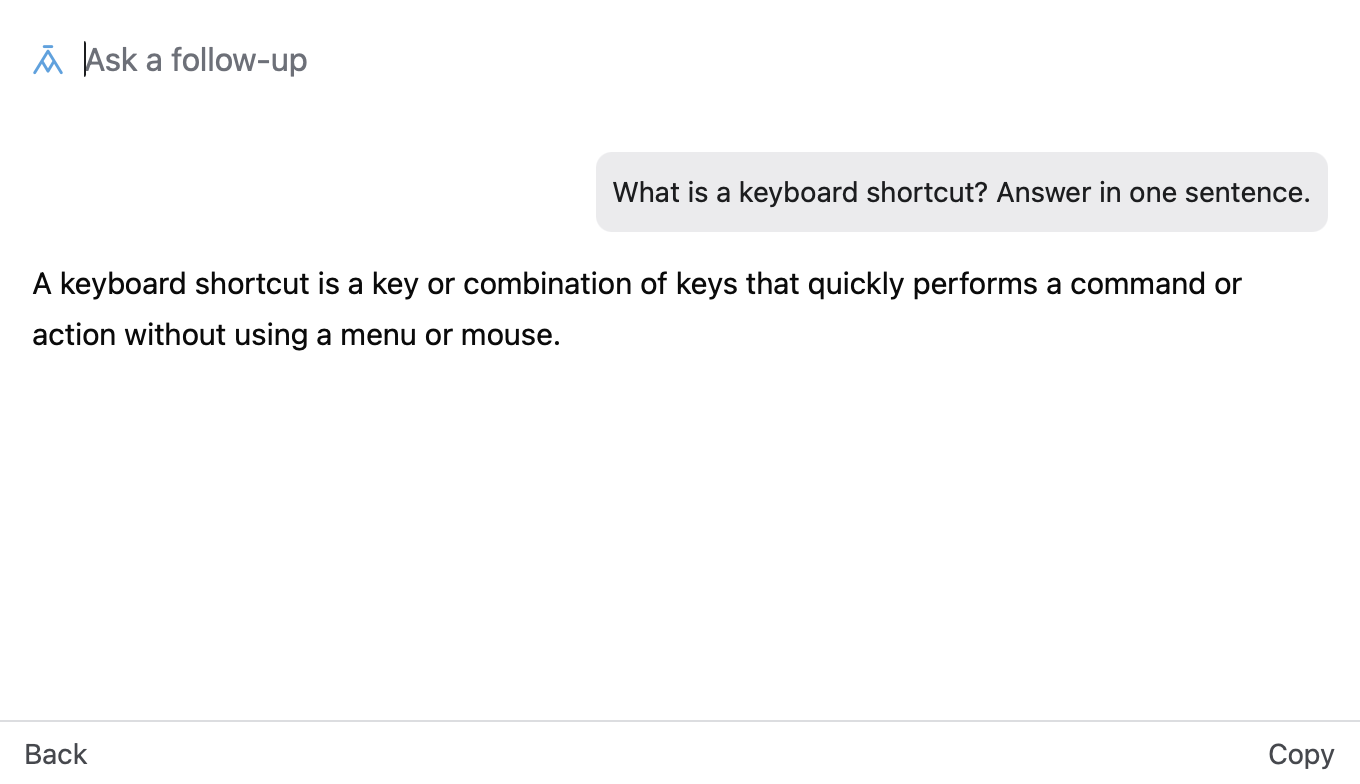 Ask a follow-up
What is a keyboard shortcut? Answer in one sentence.
A keyboard shortcut is a key or combination of keys that quickly performs a command or
action without using a menu or mouse.
Back
Copy